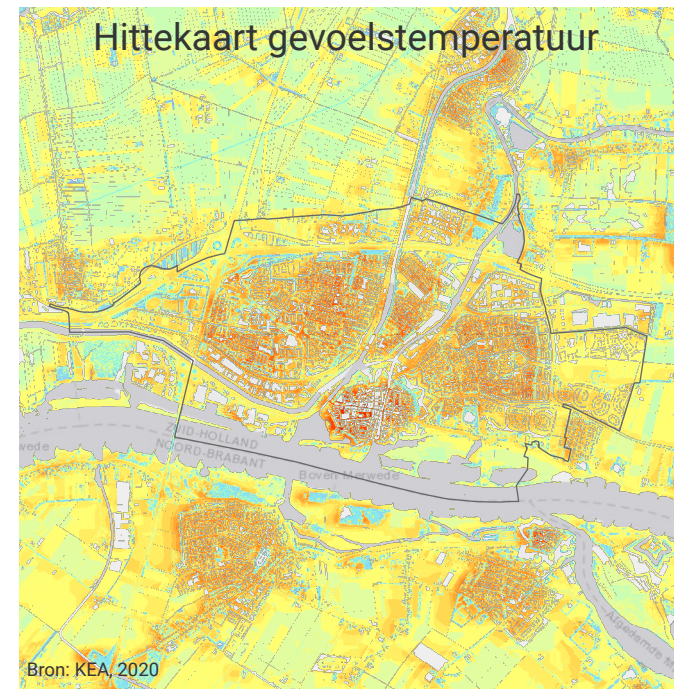 Hittekaart gevoelstemperatuur
ZUID-HOLLAND
NOORD-BRABANT
Boven Merwede
Bron: KEA, 2020